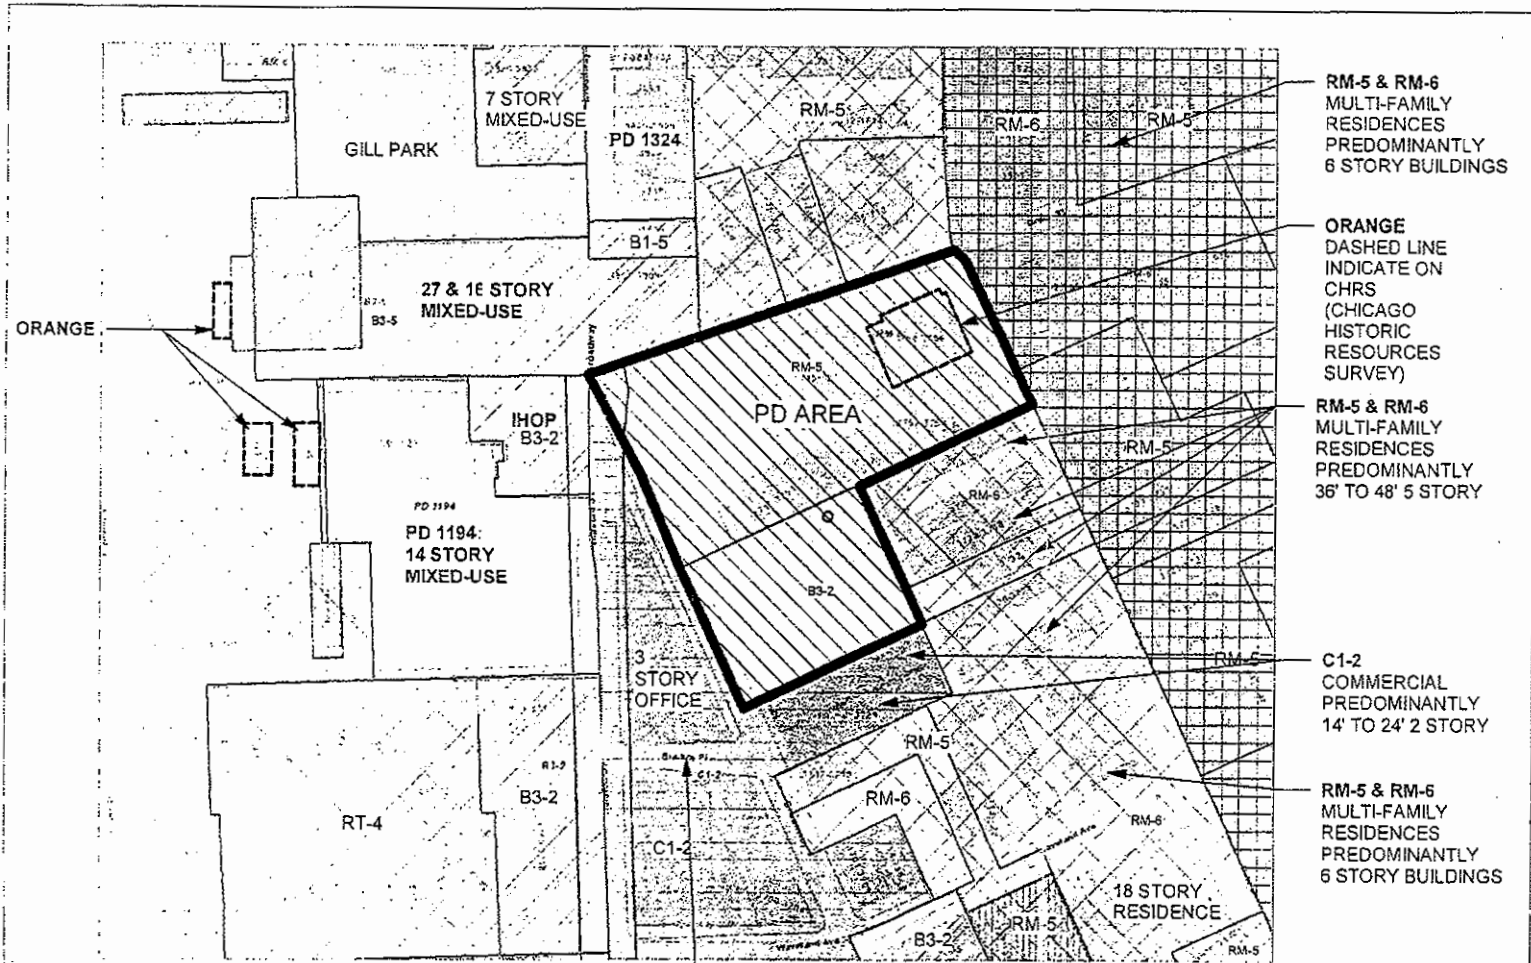 7 STORY
MIXED-USE
GILL PARK
PD 1324
RM-5
RM-6
RM-5
RM-5 & RM-6
MULTI-FAMILY
RESIDENCES
PREDOMINANTLY
6 STORY BUILDINGS
B1-5
27 & 16 STORY
MIXED-USE
B3-5
ORANGE
ORANGE
DASHED LINE
INDICATE ON
CHRS
(CHICAGO
HISTORIC
RESOURCES
SURVEY)
RM-5
PD AREA
IHOP
B3-2
RM-5
RM-5 & RM-6
MULTI-FAMILY
RESIDENCES
PREDOMINANTLY
36' TO 48' 5 STORY
RM-6
PD 1194
PD 1194:
14 STORY
MIXED-USE
B3-2
3
STORY
OFFICE
RM-5
C1-2
COMMERCIAL
PREDOMINANTLY
14' TO 24' 2 STORY
RM-5
C1-2
B3-2
RM-6
RT-4
C1-2
RM-6
RM-5 & RM-6
MULTI-FAMILY
RESIDENCES
PREDOMINANTLY
6 STORY BUILDINGS
18 STORY
RESIDENCE
B3-2
RM-5
RM-5